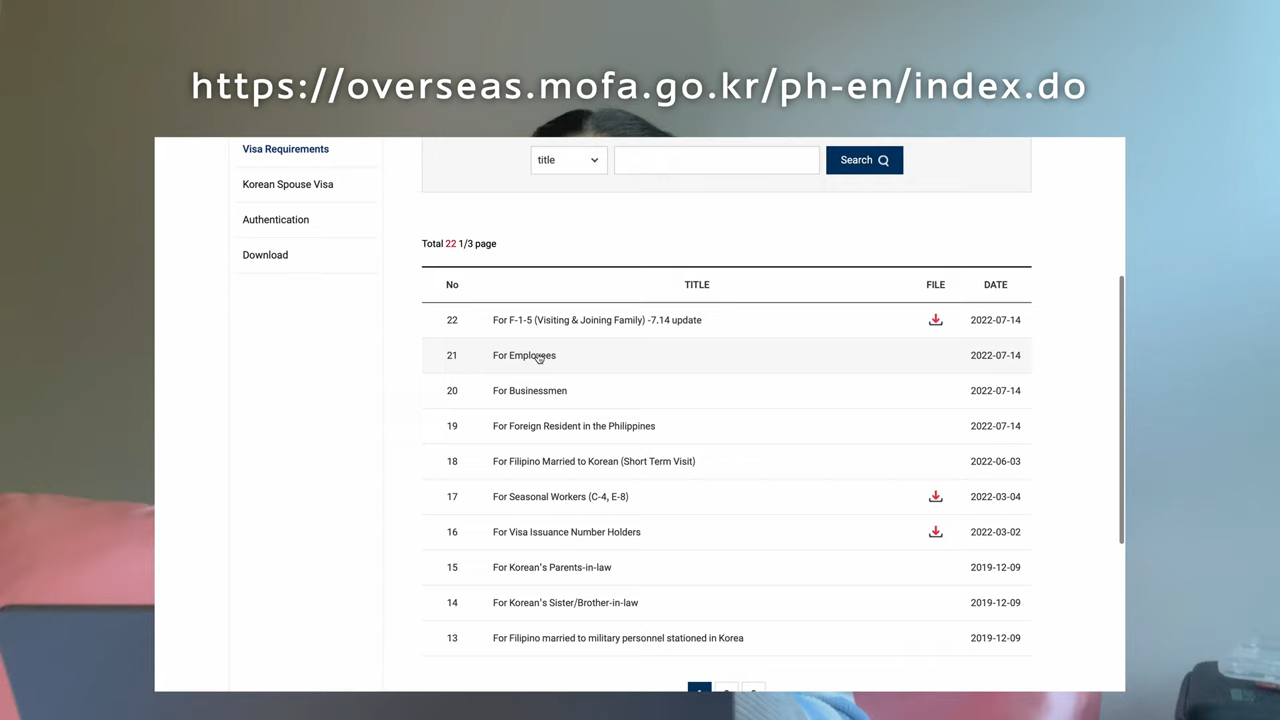 https://overseas.mofa.go.kr/ph-en/index.do
Visa Requirements
Korean Spouse Visa
Authentication
Download
title
Search
Total 22 1/3 page
No TITLE FILE DATE
22 For F-1-5 (Visiting & Joining Family) -7.14 update 2022-07-14
21 For Employees 2022-07-14
20 For Businessmen 2022-07-14
19 For Foreign Resident in the Philippines 2022-07-14
18 For Filipino Married to Korean (Short Term Visit) 2022-06-03
17 For Seasonal Workers (C-4, E-8) 2022-03-04
16 For Visa Issuance Number Holders 2022-03-02
15 For Korean's Parents-in-law 2019-12-09
14 For Korean's Sister/Brother-in-law 2019-12-09
13 For Filipino married to military personnel stationed in Korea 2019-12-09